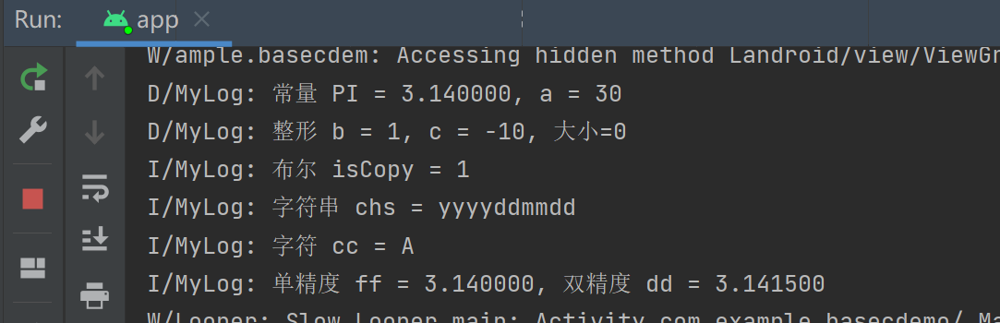 Run: app
W/ample.basecdem: Accessing hidden method Landroid/view/ViewGr
D/MyLog: 常量 PI = 3.140000, a = 30
D/MyLog: 整形 b = 1, c = -10, 大小=0
I/MyLog: 布尔 isCopy = 1
I/MyLog: 字符串 chs = yyyyddmmdd
I/MyLog: 字符 cc = A
I/MyLog: 单精度 ff = 3.140000, 双精度 dd = 3.141500
W/Looper: Slow Looper main: Activity com.example.basecdemo/.Ma